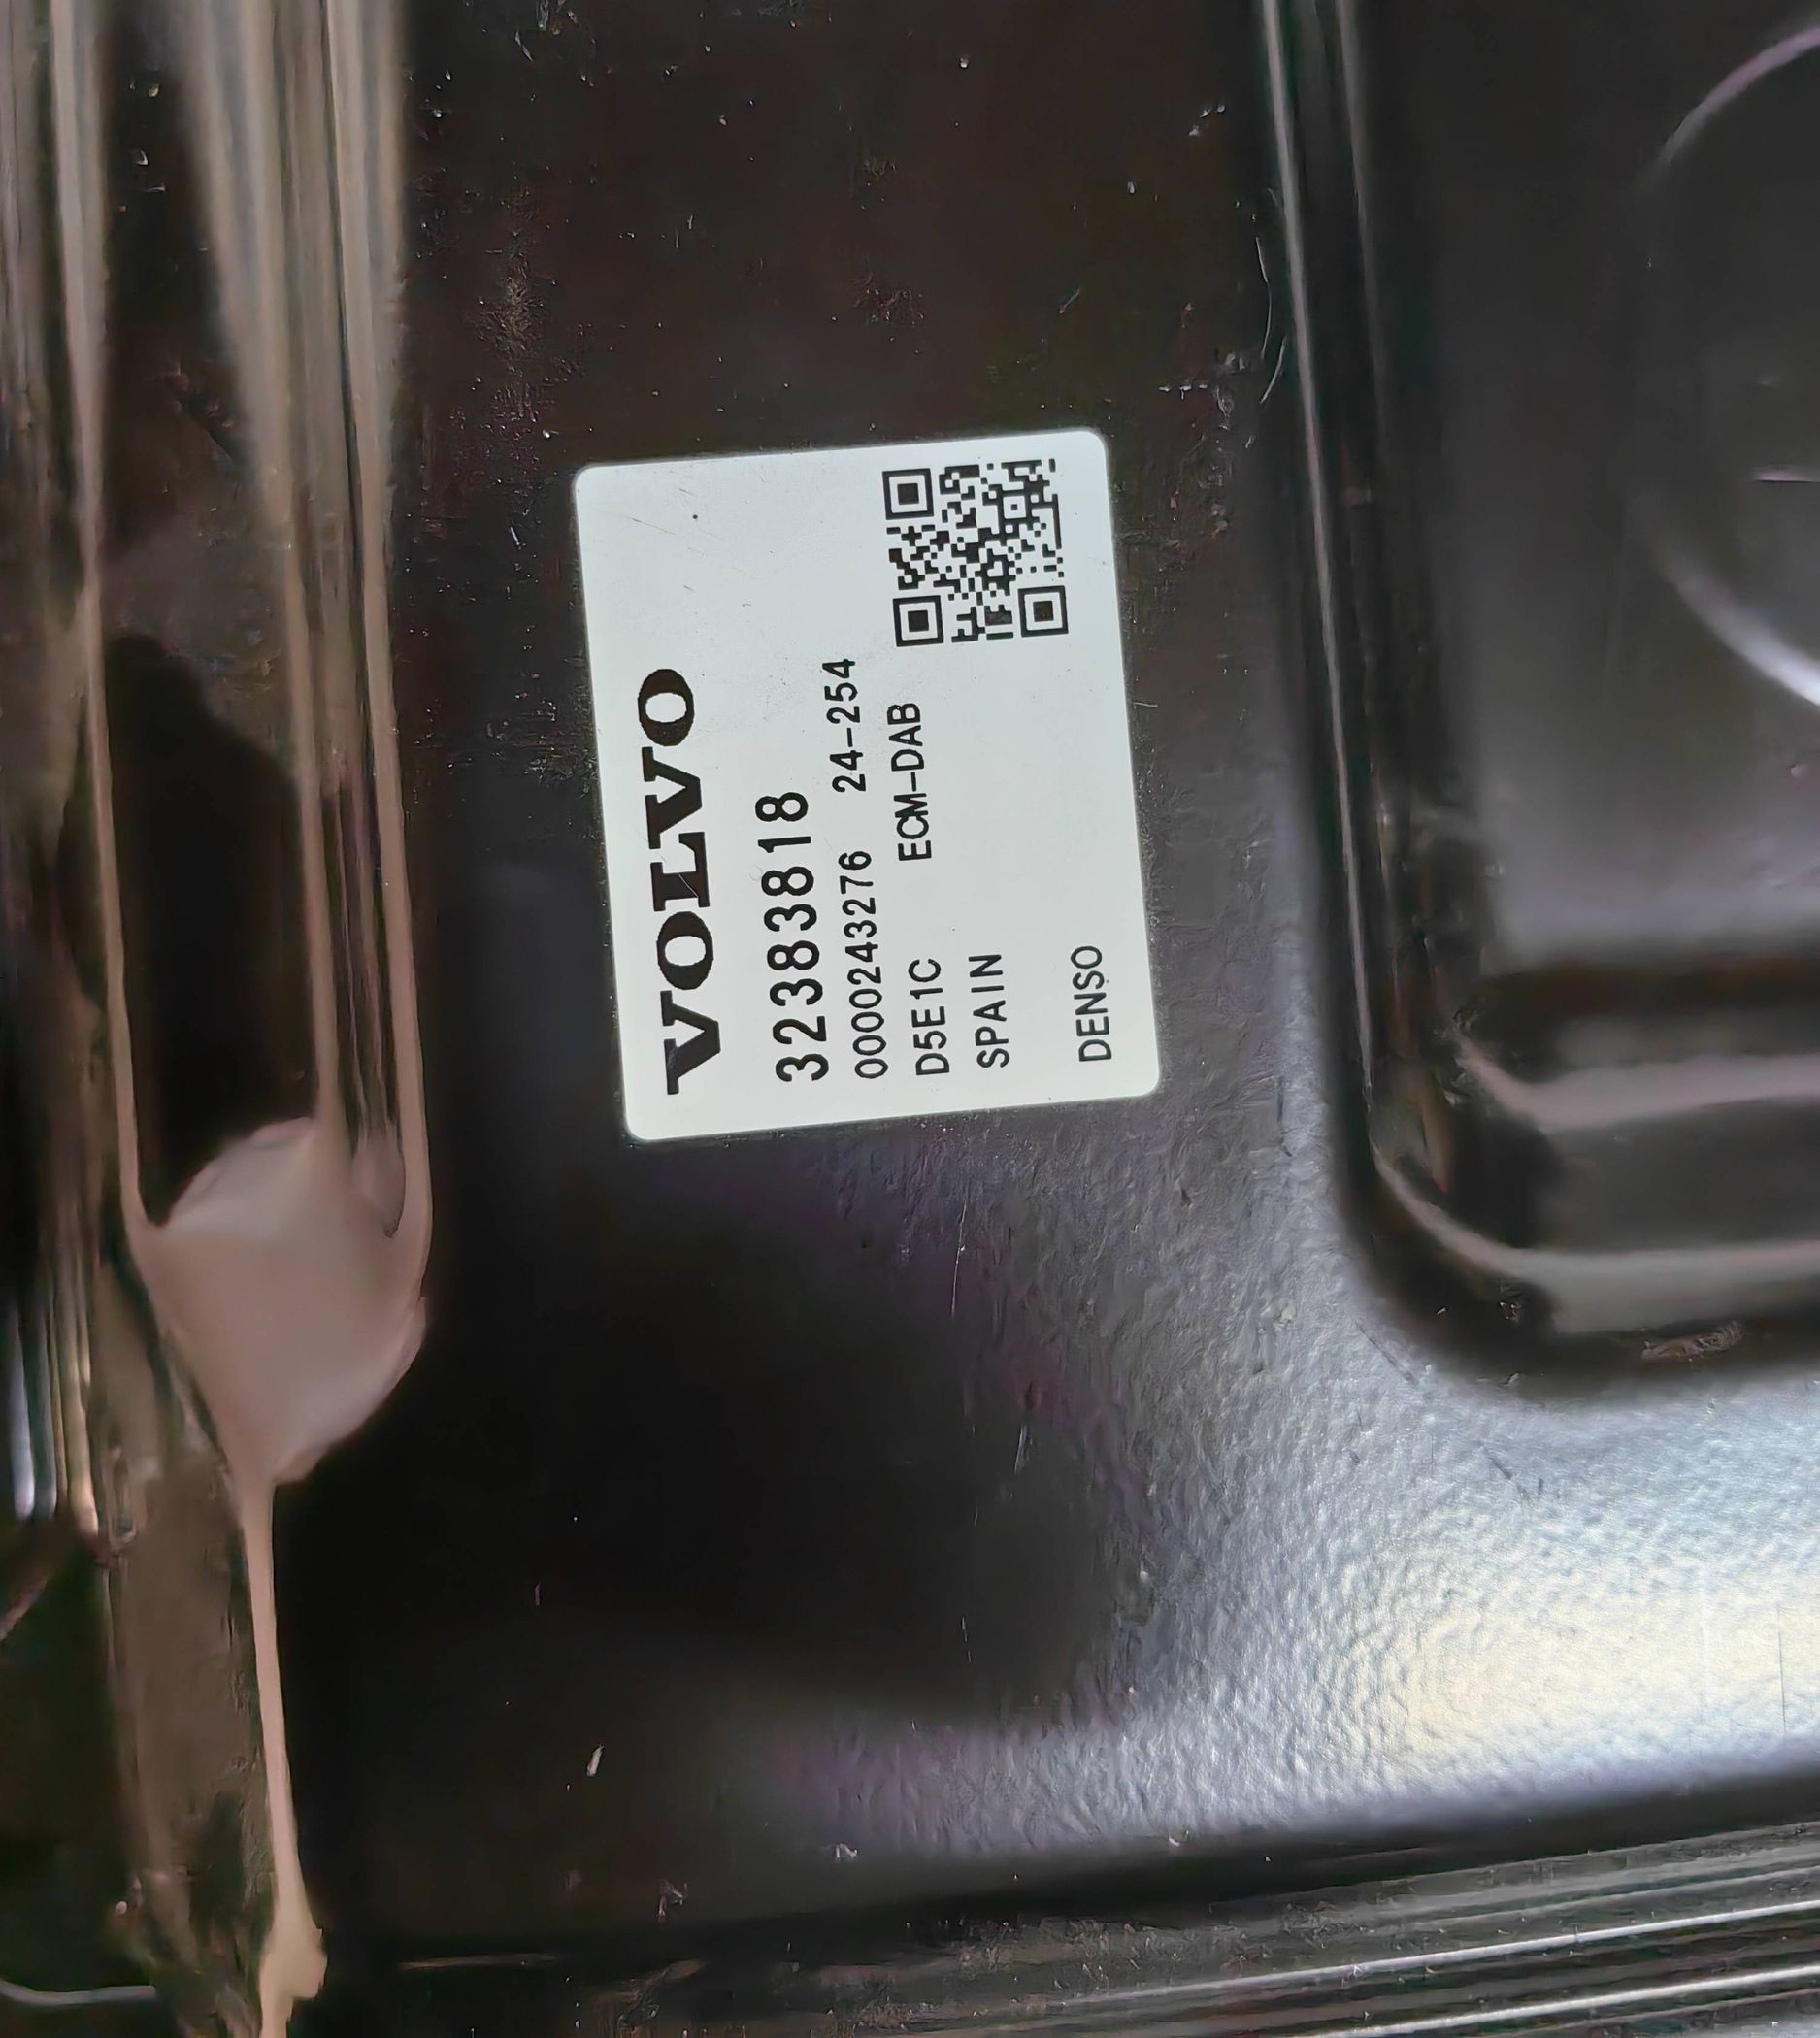 VOLVO
32383818
0000243276 24-254
D5E1C ECM-DAB
SPAIN
DENSO